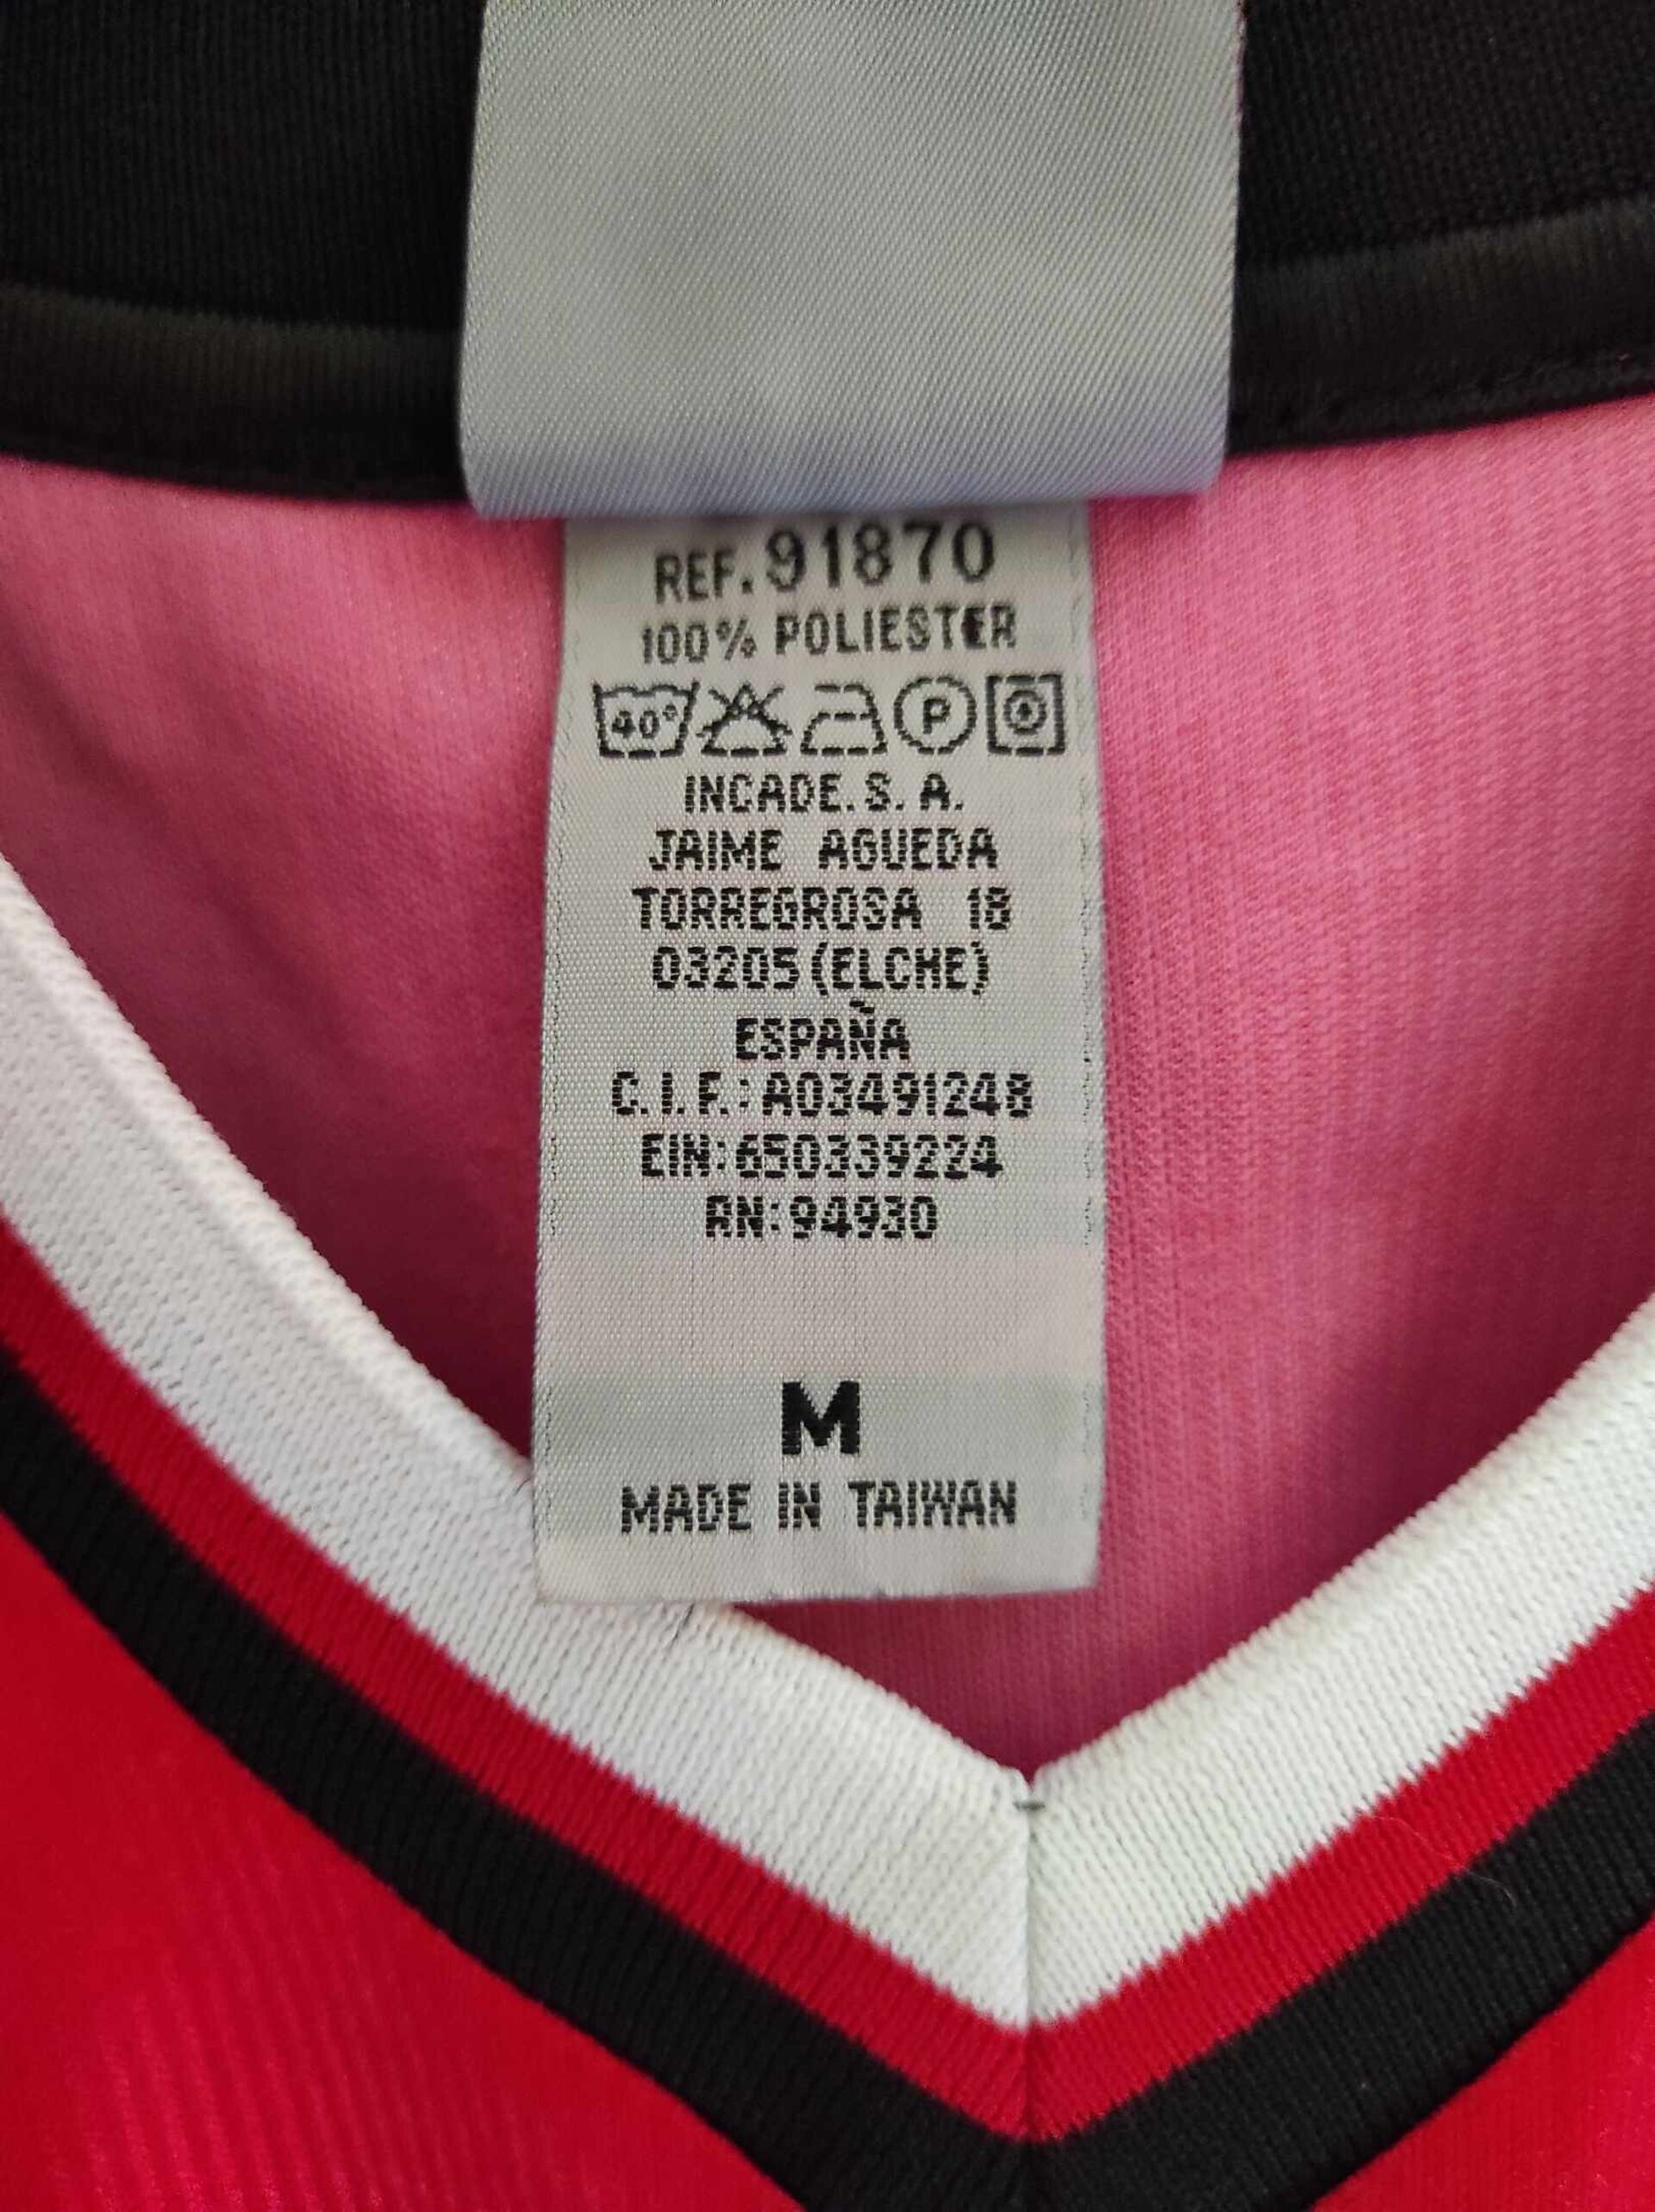 REF. 91870
100% POLIESTER
40° P
INCADE. S. A.
JAIME AGUEDA
TORREGROSA 18
03205 (ELCHE)
ESPAÑA
C. I. F.: A03491248
EIN: 650339224
RN: 94930
M
MADE IN TAIWAN